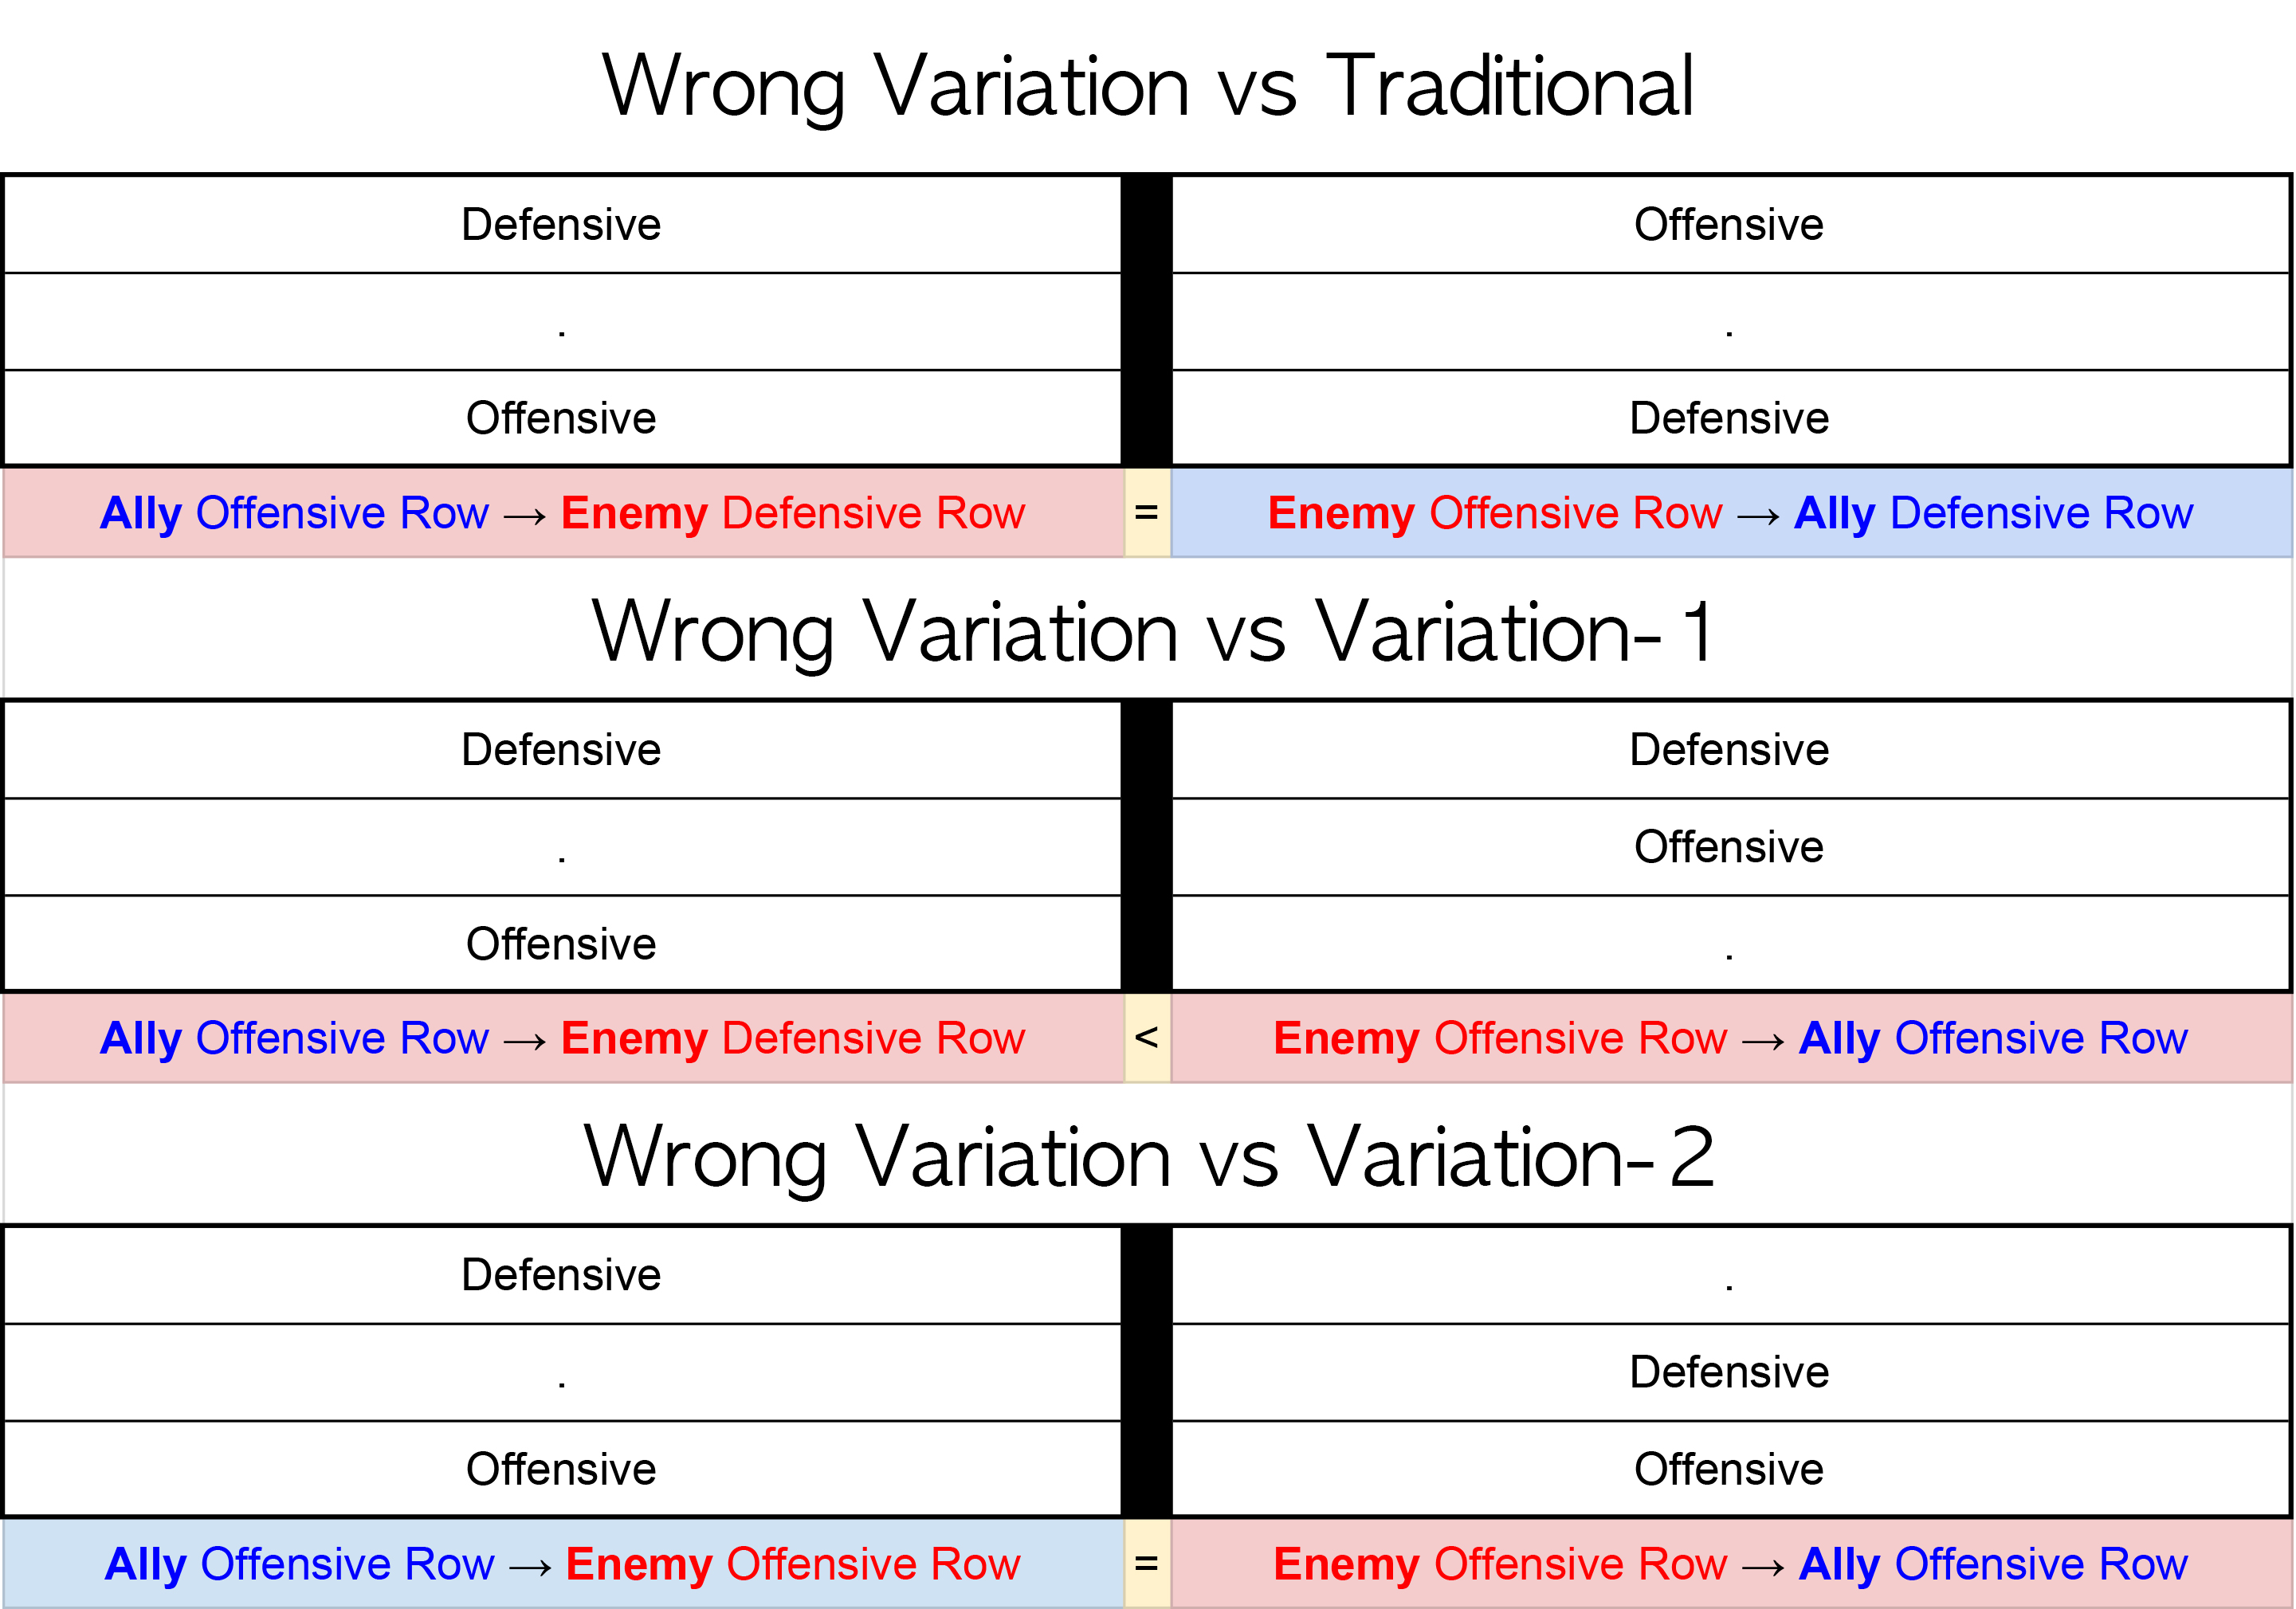 Wrong Variation vs Traditional
Defensive Offensive
. .
Offensive Defensive
Ally Offensive Row → Enemy Defensive Row = Enemy Offensive Row → Ally Defensive Row
Wrong Variation vs Variation-1
Defensive Defensive
. Offensive
Offensive .
Ally Offensive Row → Enemy Defensive Row < Enemy Offensive Row → Ally Offensive Row
Wrong Variation vs Variation-2
Defensive .
. Defensive
Offensive Offensive
Ally Offensive Row → Enemy Offensive Row = Enemy Offensive Row → Ally Offensive Row